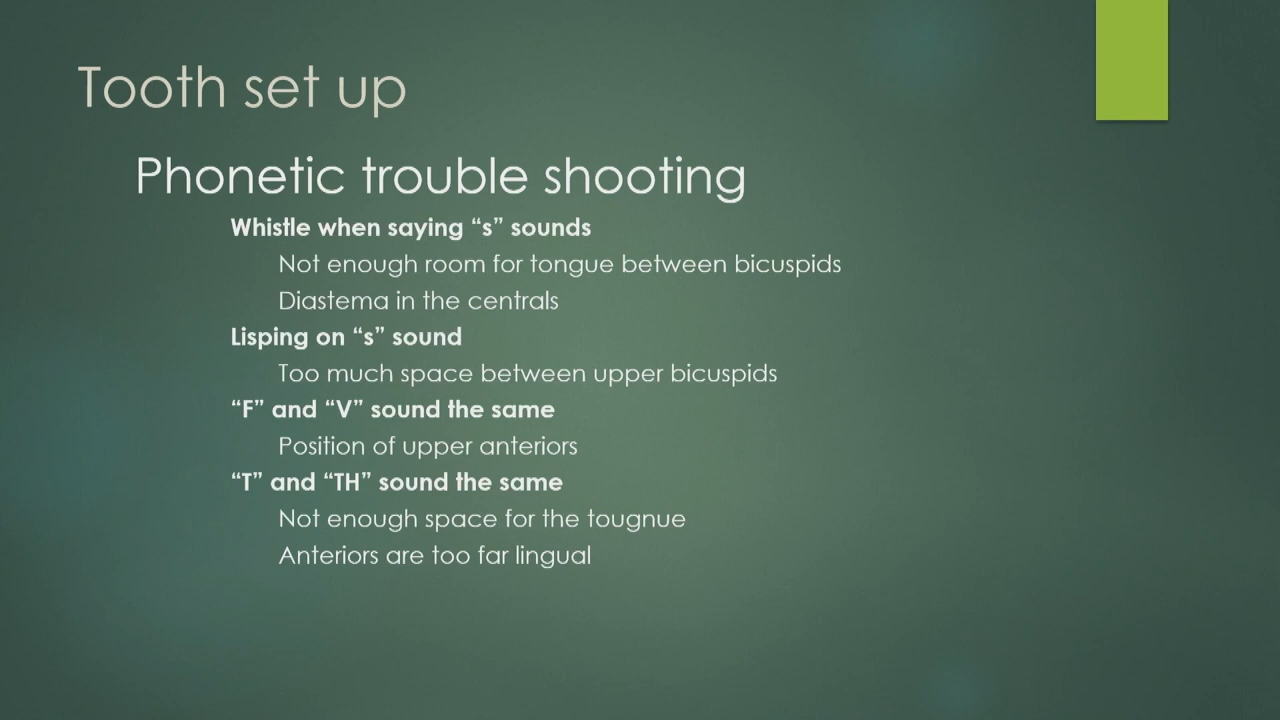 Tooth set up
Phonetic trouble shooting
Whistle when saying “s” sounds
Not enough room for tongue between bicuspids
Diastema in the centrals
Lisping on “s” sound
Too much space between upper bicuspids
“F” and “V” sound the same
Position of upper anteriors
“T” and “TH” sound the same
Not enough space for the tougnue
Anteriors are too far lingual